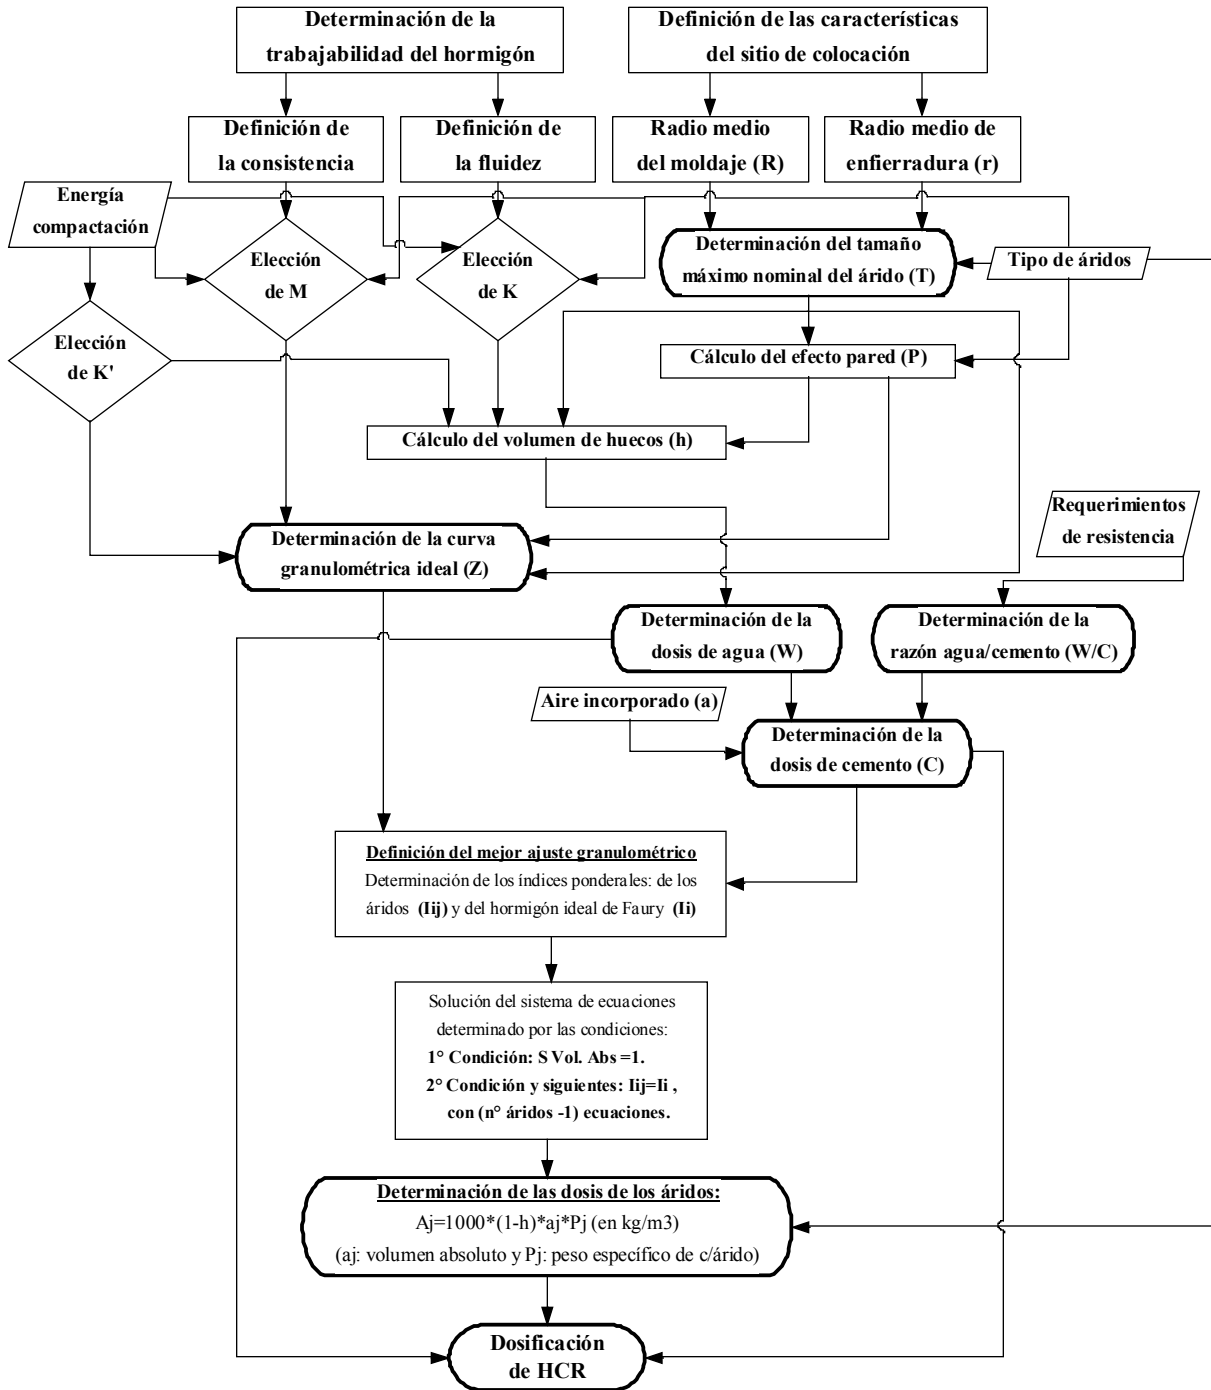 Determinación de la
trabajabilidad del hormigón
Definición de las características
del sitio de colocación
Definición de
la consistencia
Definición de
la fluidez
Radio medio
del moldaje (R)
Radio medio de
enfierradura (r)
Energía
compactación
Elección
de M
Elección
de K
Determinación del tamaño
máximo nominal del árido (T)
Tipo de áridos
Elección
de K'
Cálculo del efecto pared (P)
Cálculo del volumen de huecos (h)
Requerimientos
de resistencia
Determinación de la curva
granulométrica ideal (Z)
Determinación de la
dosis de agua (W)
Determinación de la
razón agua/cemento (W/C)
Aire incorporado (a)
Determinación de la
dosis de cemento (C)
Definición del mejor ajuste granulométrico
Determinación de los índices ponderales: de los
áridos (Iij) y del hormigón ideal de Faury (Ii)
Solución del sistema de ecuaciones
determinado por las condiciones:
1° Condición: S Vol. Abs =1.
2° Condición y siguientes: Iij=Ii ,
con (n° áridos -1) ecuaciones.
Determinación de las dosis de los áridos:
Aj=1000*(1-h)*aj*Pj (en kg/m3)
(aj: volumen absoluto y Pj: peso específico de c/árido)
Dosificación
de HCR